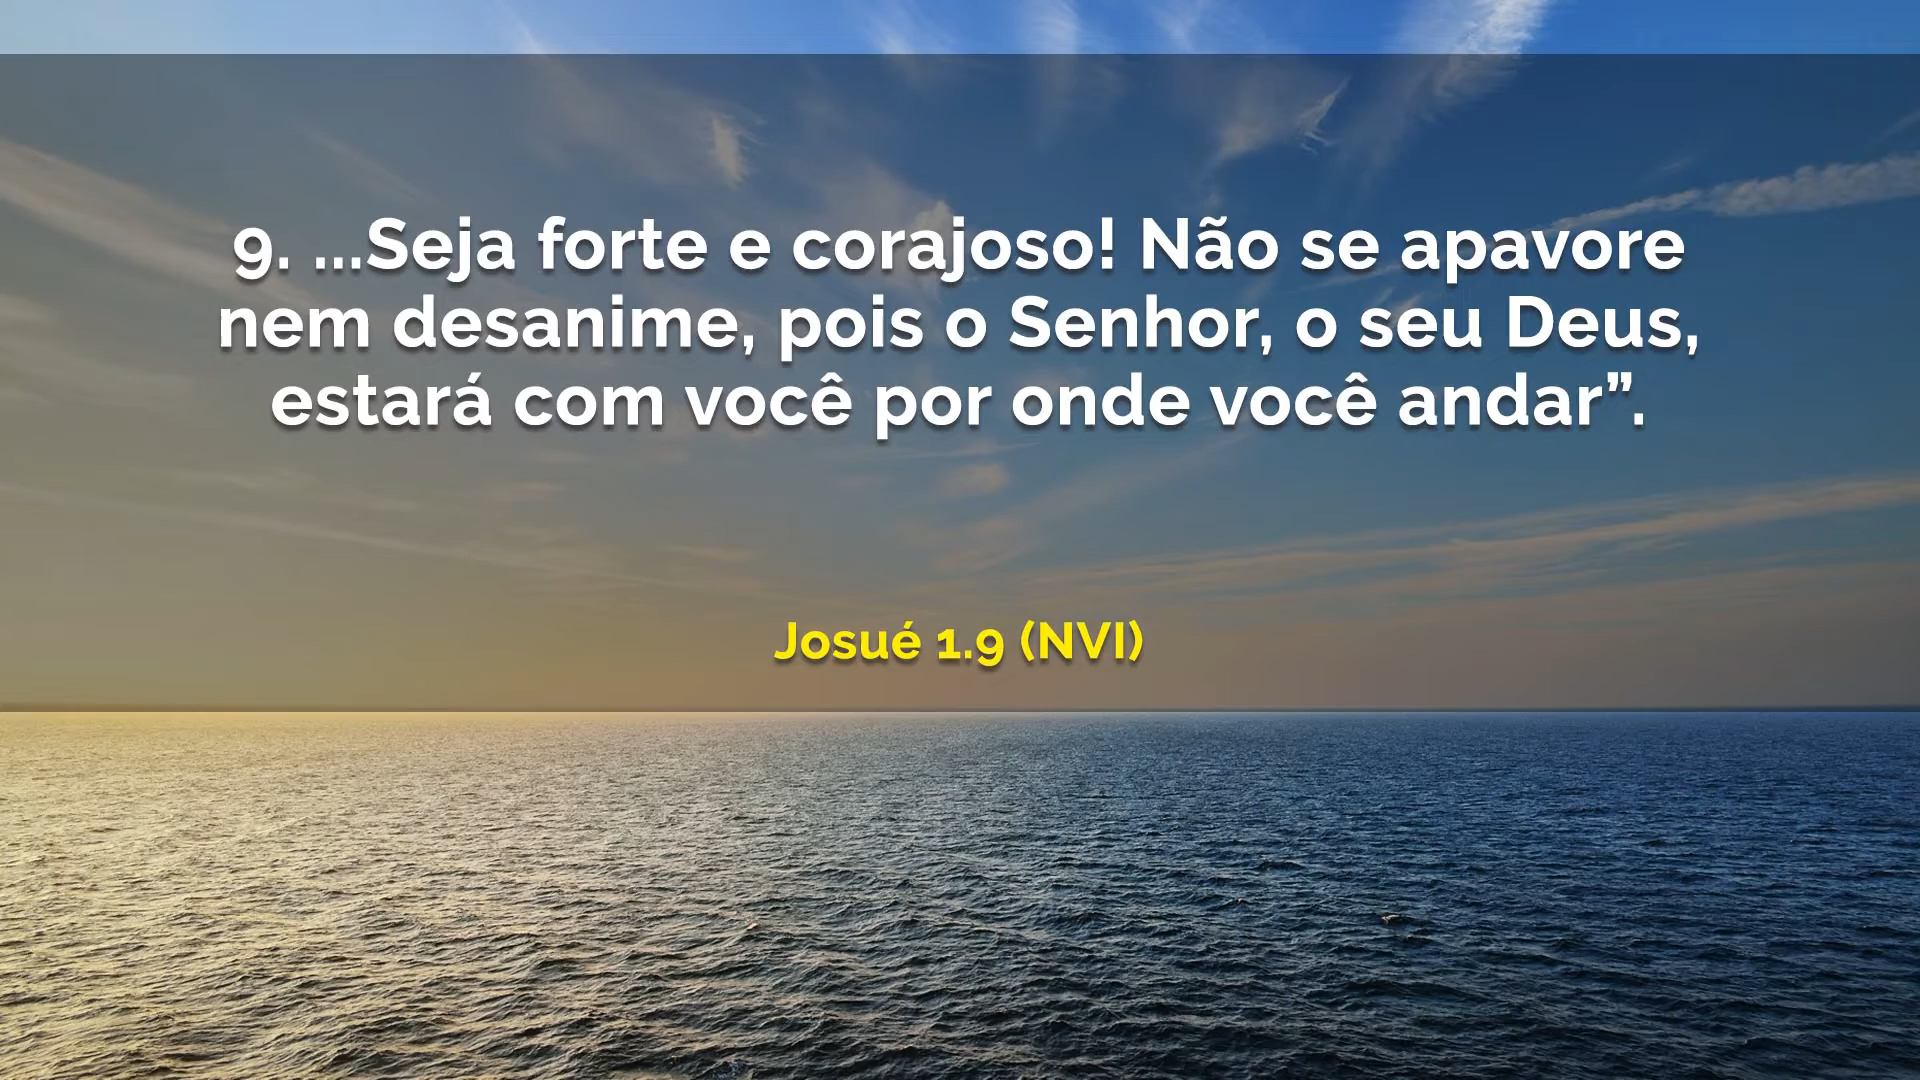 9. ...Seja forte e corajoso! Não se apavore
nem desanime, pois o Senhor, o seu Deus,
estará com você por onde você andar”.
Josué 1.9 (NVI)